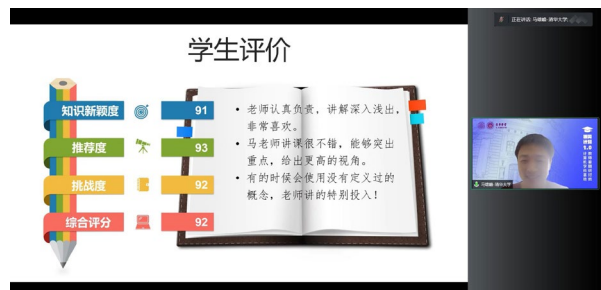 学生评价
知识新颖度 91
推荐度 93
挑战度 92
综合评分 92
• 老师认真负责，讲解深入浅出，
非常喜欢。
• 马老师讲课很不错，能够突出
重点，给出更高的视角。
• 有的时候会使用没有定义过的
概念，老师讲的特别投入！
正在讲话:
清华大学